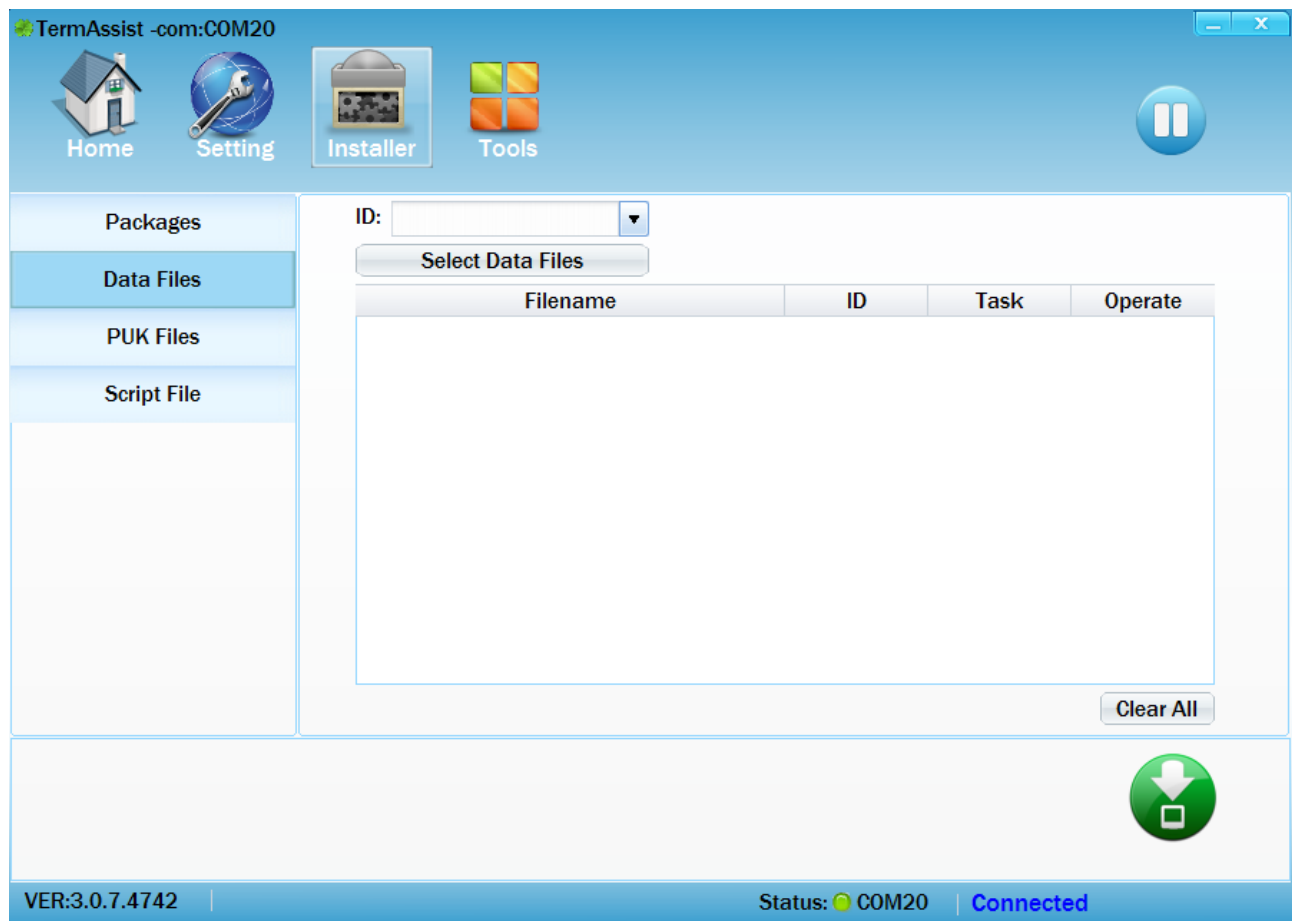 TermAssist -com:COM20
X
Home Setting Installer Tools
Packages
Data Files
PUK Files
Script File
ID:
Select Data Files
Filename ID Task Operate
Clear All
VER:3.0.7.4742 Status: COM20 Connected